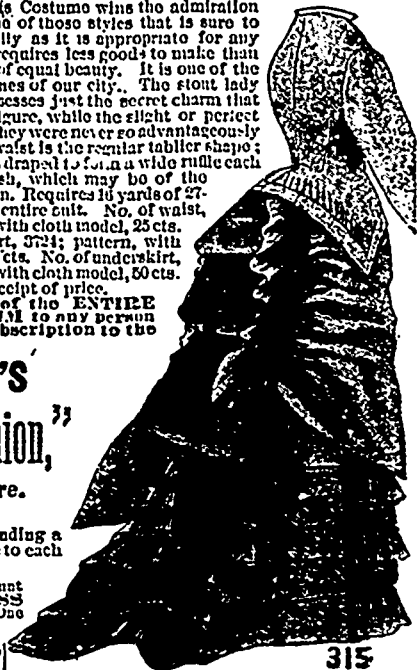 is Costume wins the admiration
e of those styles that is sure to
lly as it is appropriate for any
requires less goods to make than
of equal beauty. It is one of the
nes of our city.. The stout lady
sesses just the secret charm that
igure, while the slight or perfect
hey were never so advantageously
waist is the regular tablier shape;
draped to form a wide ruffle each
sh, which may be of the
n. Requires 16 yards of 27-
entire suit. No. of waist,
with cloth model, 25 cts.
rt, 3724; pattern, with
cts. No. of underskirt,
with cloth model, 50 cts.
ceipt of price.
of the ENTIRE
M to any person
bscription to the
's
ion,"
re.
nding a
to each
unt
SS
One
315